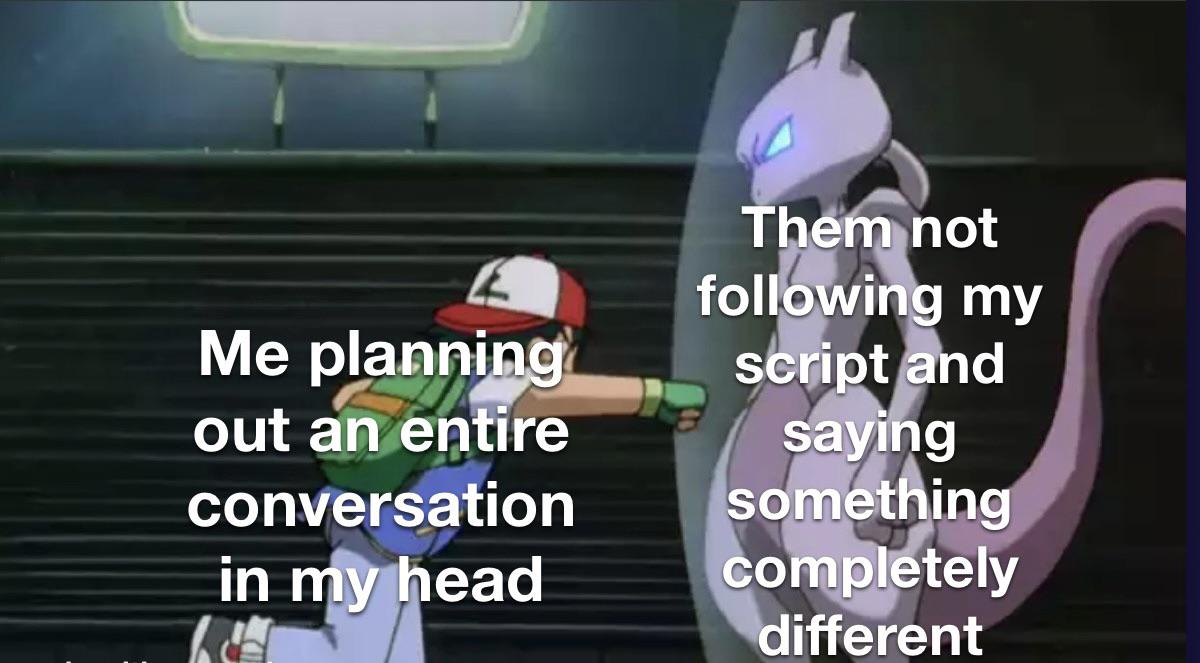 Me planning
out an entire
conversation
in my head
Them not
following my
script and
saying
something
completely
different